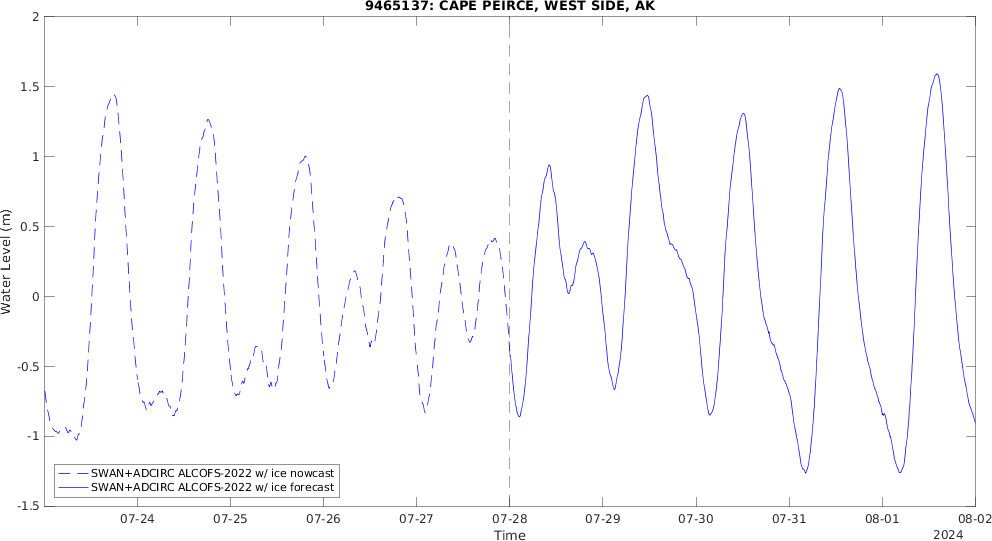 9465137: CAPE PEIRCE, WEST SIDE, AK
2
1.5
1
0.5
0
-0.5
-1
-1.5
Water Level (m)
SWAN+ADCIRC ALCOFS-2022 w/ ice nowcast
SWAN+ADCIRC ALCOFS-2022 w/ ice forecast
07-24 07-25 07-26 07-27 07-28 07-29 07-30 07-31 08-01 08-02
Time
2024